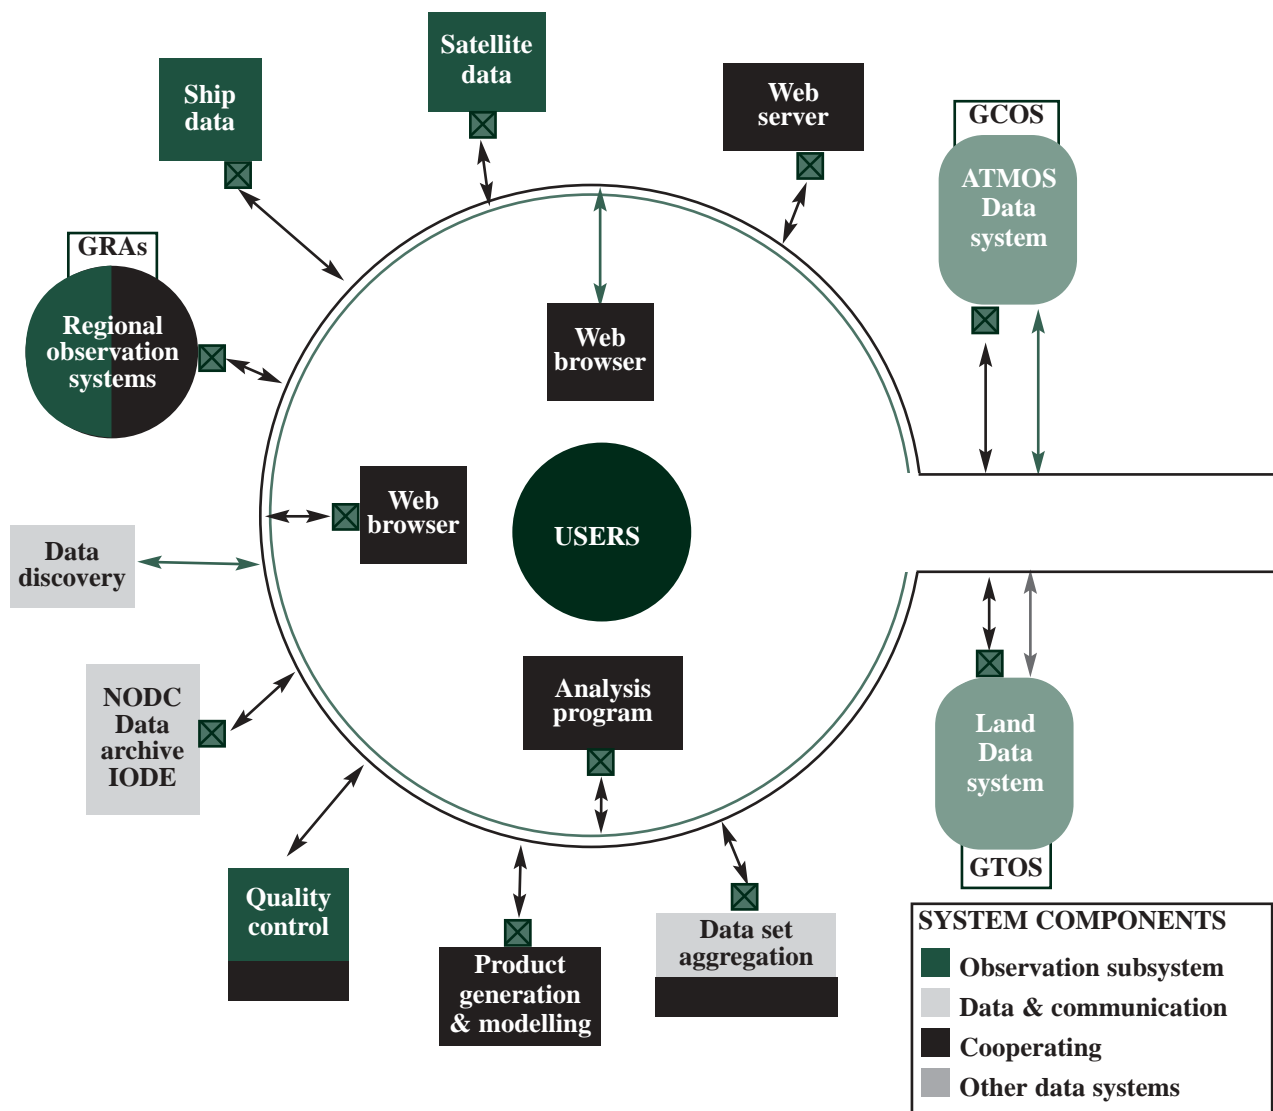 Satellite
data
Ship
data
Web
server
GCOS
ATMOS
Data
system
GRAs
Regional
observation
systems
Web
browser
Web
browser
USERS
Data
discovery
NODC
Data
archive
IODE
Analysis
program
Land
Data
system
GTOS
Quality
control
Product
generation
& modelling
Data set
aggregation
SYSTEM COMPONENTS
Observation subsystem
Data & communication
Cooperating
Other data systems